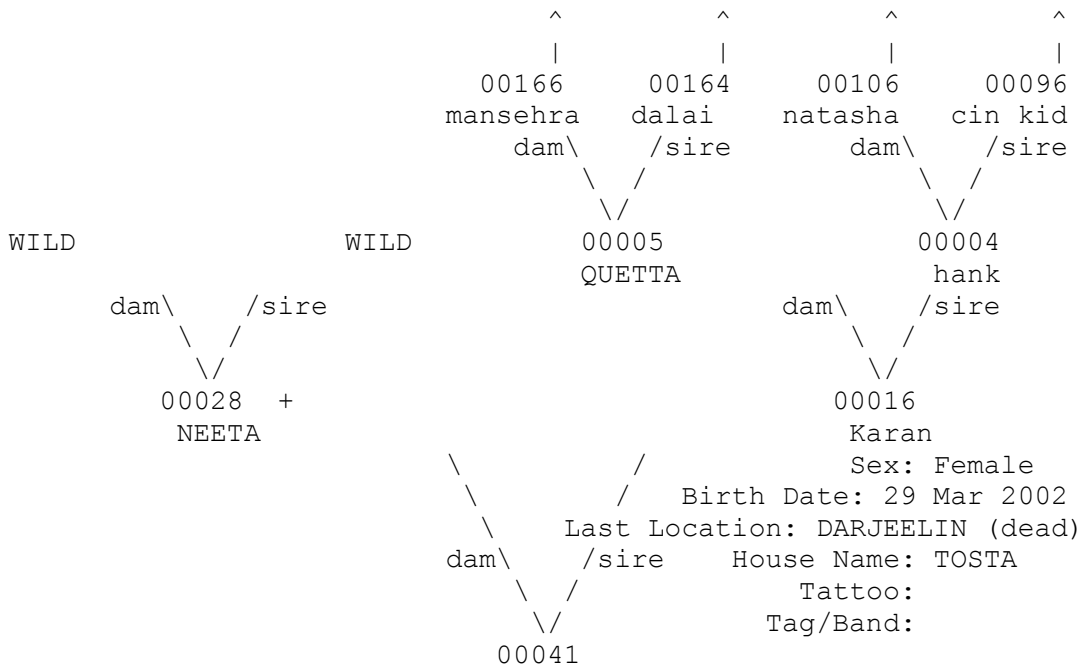 ^ ^ ^ ^
| | | |
00166 00164 00106 00096
mansehra dalai natasha cin kid
dam\ /sire dam\ /sire
\ / \ /
\/ \/
WILD WILD 00005 00004
QUETTA hank
dam\ /sire dam\ /sire
\ / \ /
\/ \/
00028 + 00016
NEETA Karan
\ / Sex: Female
\ / Birth Date: 29 Mar 2002
\ Last Location: DARJEELIN (dead)
dam\ /sire House Name: TOSTA
\ / Tattoo:
\/ Tag/Band:
00041